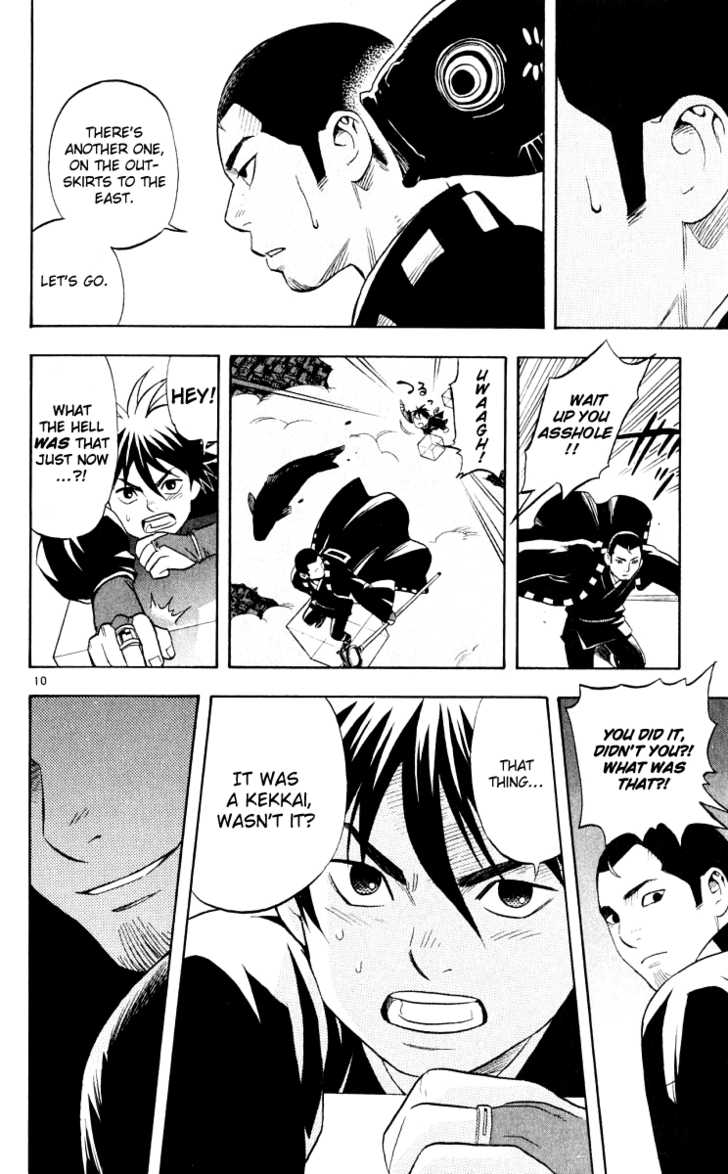 THERE'S
ANOTHER ONE,
ON THE OUT-
SKIRTS TO THE
EAST.
LET'S GO.
WAIT
UP YOU
ASSHOLE
!!
UWAAGH!
つる
HEY!
WHAT
THE HELL
WAS THAT
JUST NOW
...?!
10
YOU DID IT,
DIDN'T YOU?!
WHAT WAS
THAT?!
THAT
THING...
IT WAS
A KEKKAI,
WASN'T IT?